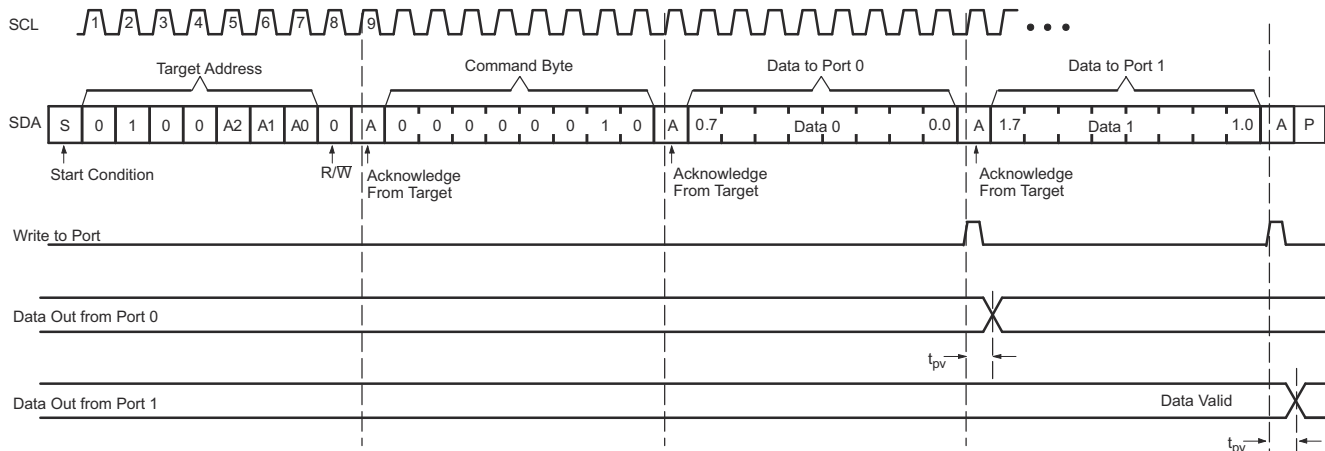 SCL 1 2 3 4 5 6 7 8 9 • • •
Target Address Command Byte Data to Port 0 Data to Port 1
SDA S 0 1 0 0 A2 A1 A0 0 A 0 0 0 0 0 0 1 0 A 0.7 Data 0 0.0 A 1.7 Data 1 1.0 A P
Start Condition R/W̅ Acknowledge From Target Acknowledge From Target Acknowledge From Target
Write to Port
Data Out from Port 0
tpv
Data Out from Port 1 Data Valid
tpv